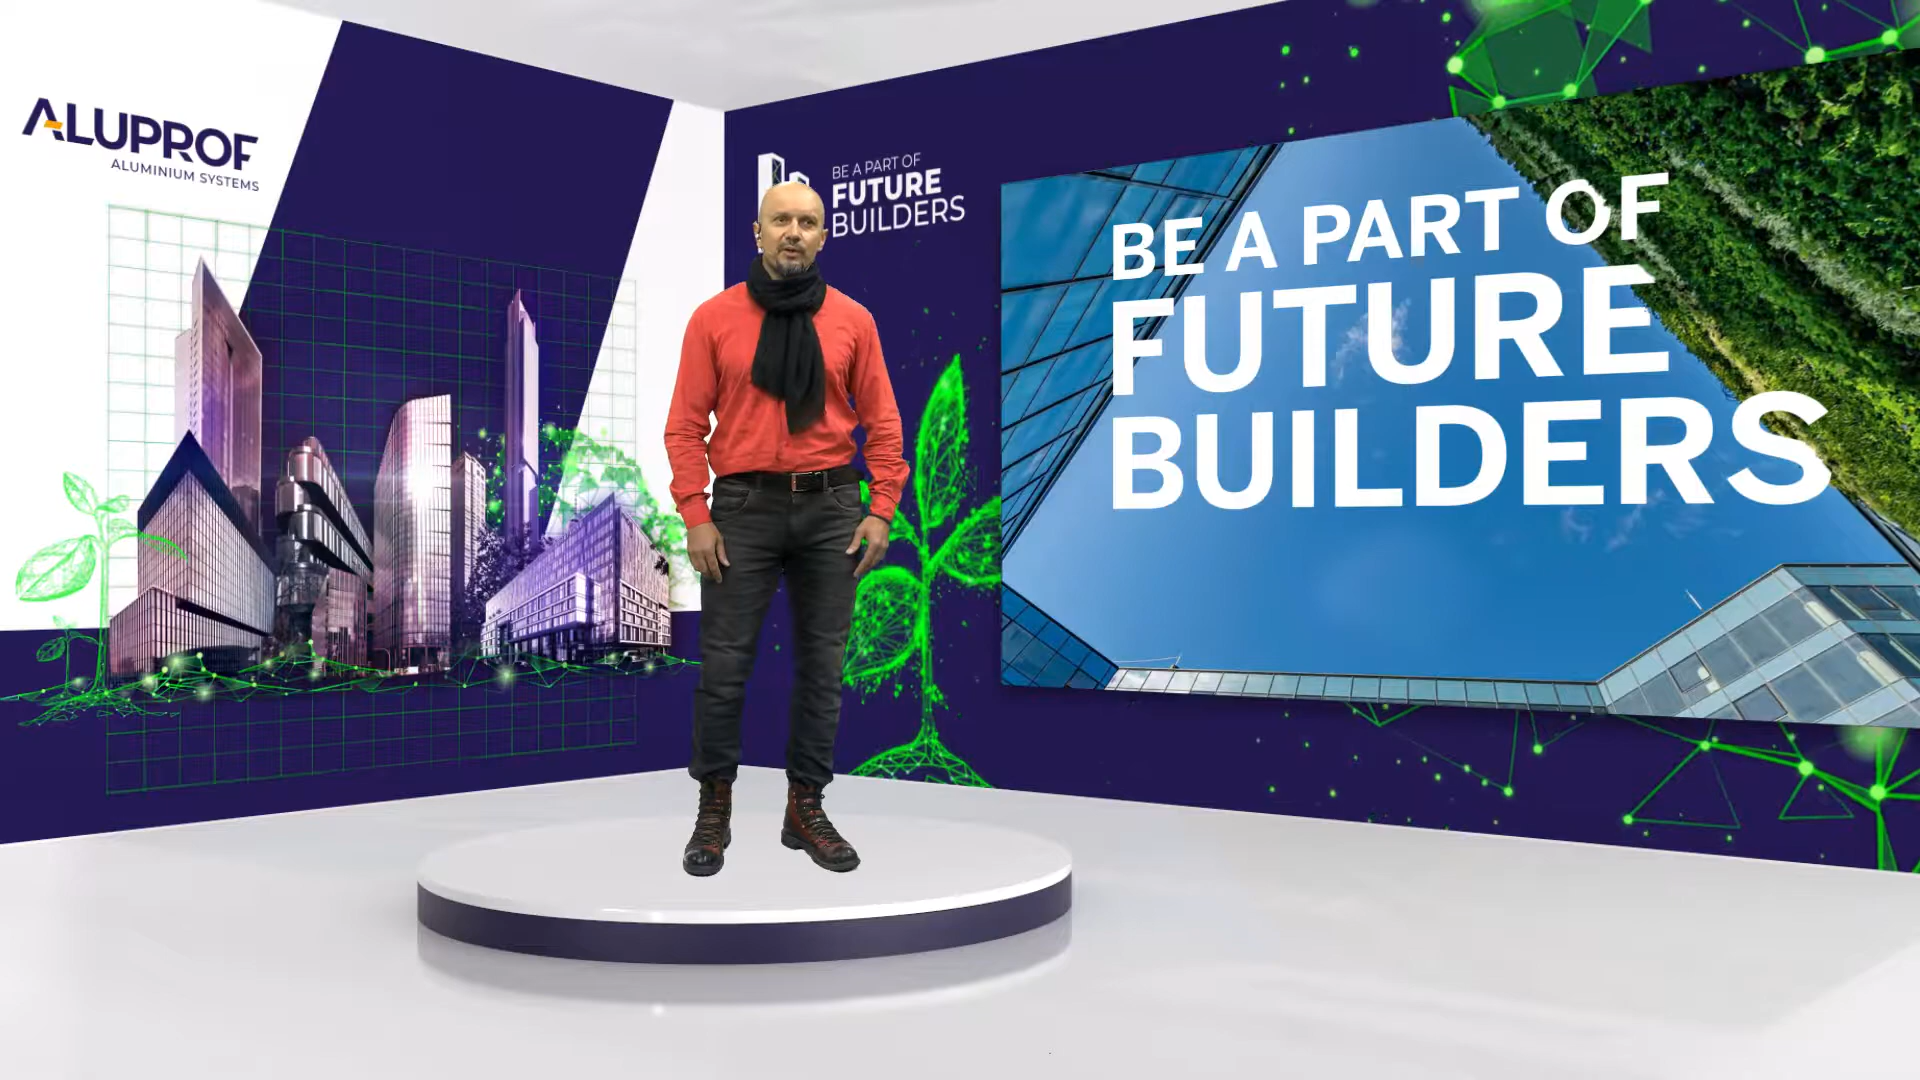 ALUPROF
ALUMINIUM SYSTEMS
BE A PART OF
FUTURE
BUILDERS
BE A PART OF
FUTURE
BUILDERS